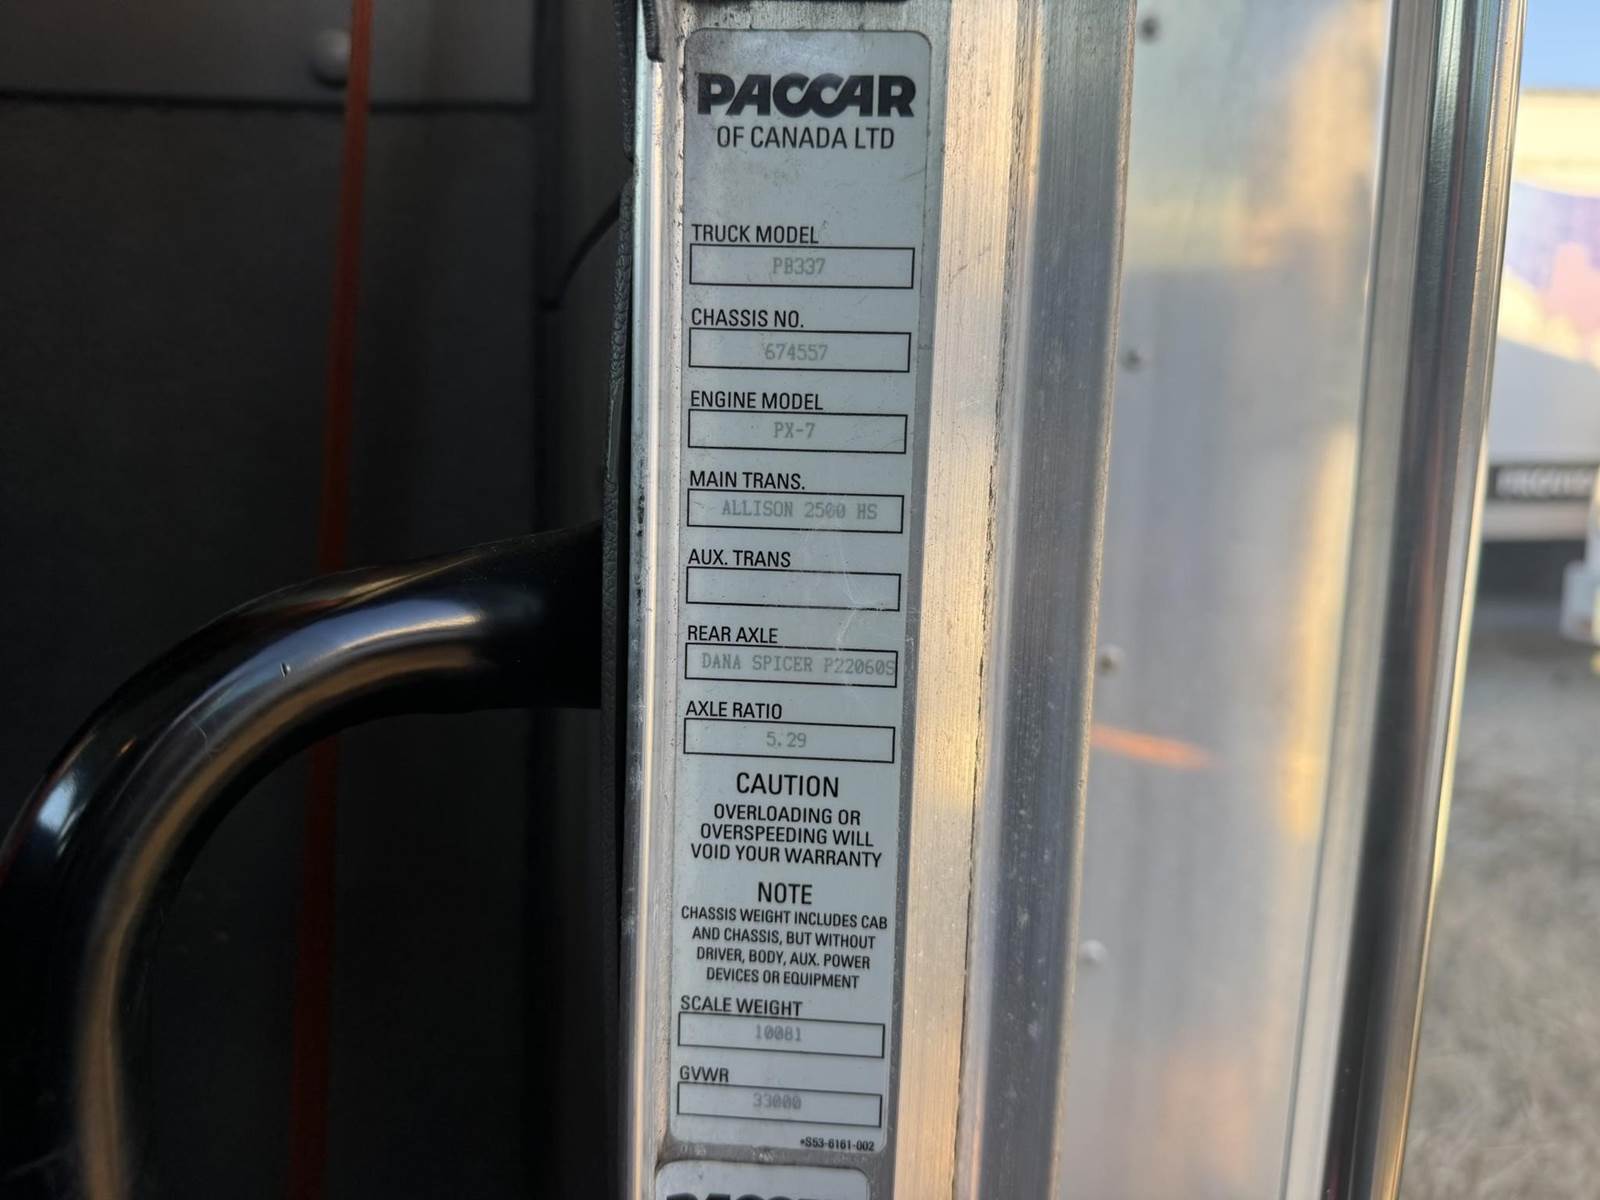 PACCAR
OF CANADA LTD
TRUCK MODEL
PB337
CHASSIS NO.
674557
ENGINE MODEL
PX-7
MAIN TRANS.
ALLISON 2500 HS
AUX. TRANS
REAR AXLE
DANA SPICER P22060S
AXLE RATIO
5.29
CAUTION
OVERLOADING OR
OVERSPEEDING WILL
VOID YOUR WARRANTY
NOTE
CHASSIS WEIGHT INCLUDES CAB
AND CHASSIS, BUT WITHOUT
DRIVER, BODY, AUX. POWER
DEVICES OR EQUIPMENT
SCALE WEIGHT
10081
GVWR
33000
*S53-6161-002